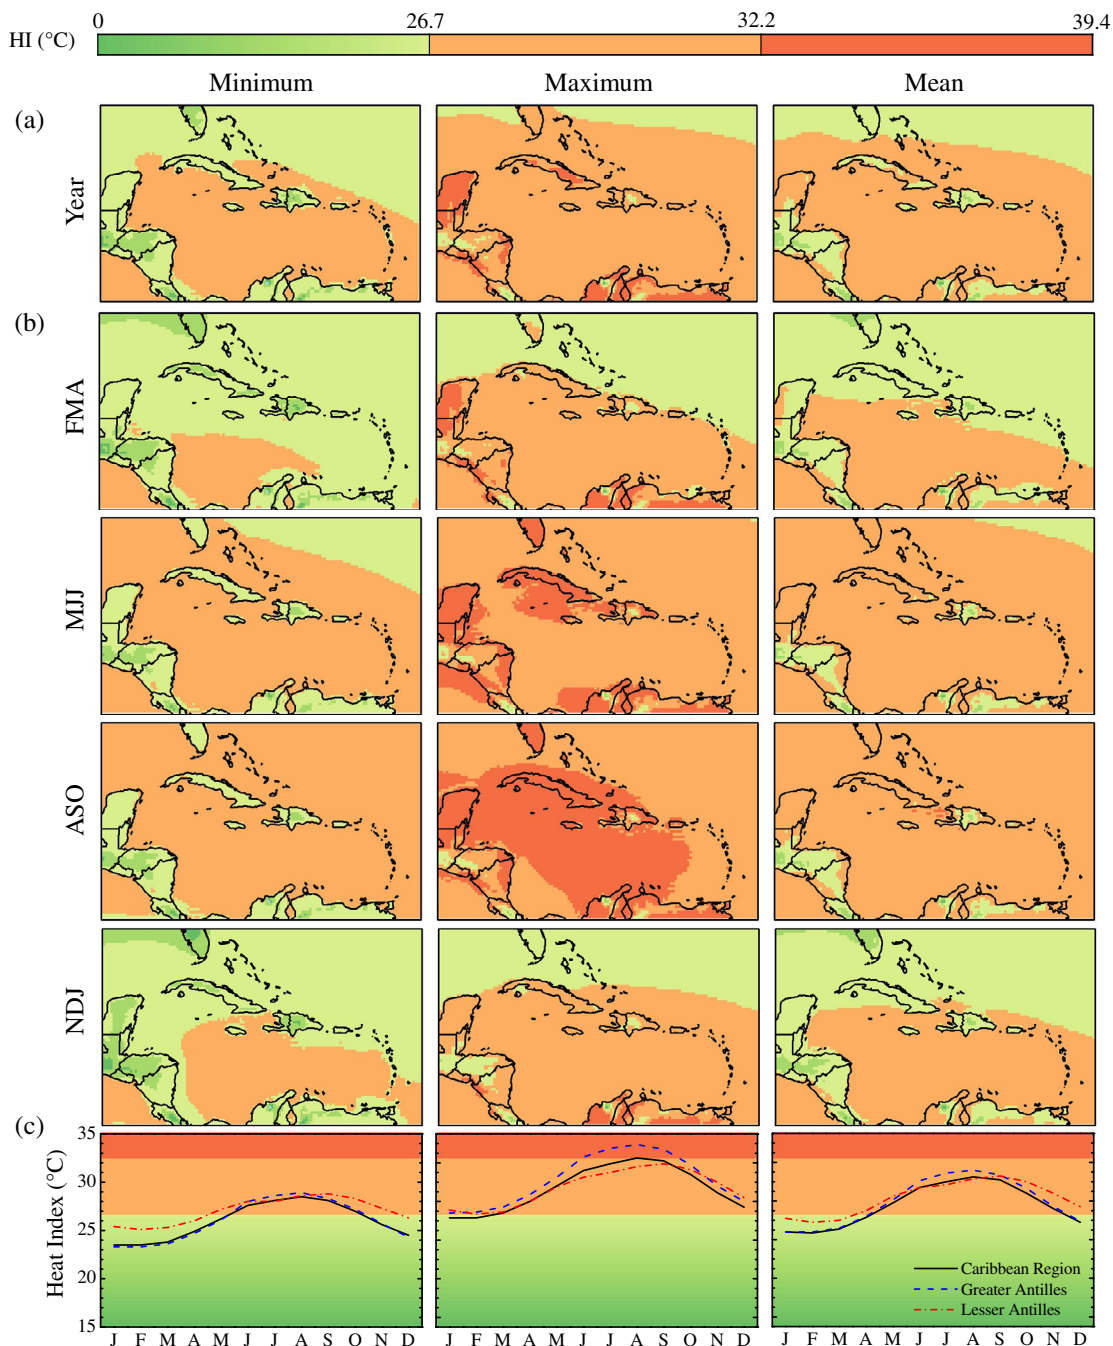 0 26.7 32.2 39.4
HI (°C)
Minimum Maximum Mean
(a)
Year
(b)
FMA
MJJ
ASO
NDJ
(c)
Heat Index (°C)
35
30
25
20
15
Caribbean Region
Greater Antilles
Lesser Antilles
J F M A M J J A S O N D J F M A M J J A S O N D J F M A M J J A S O N D